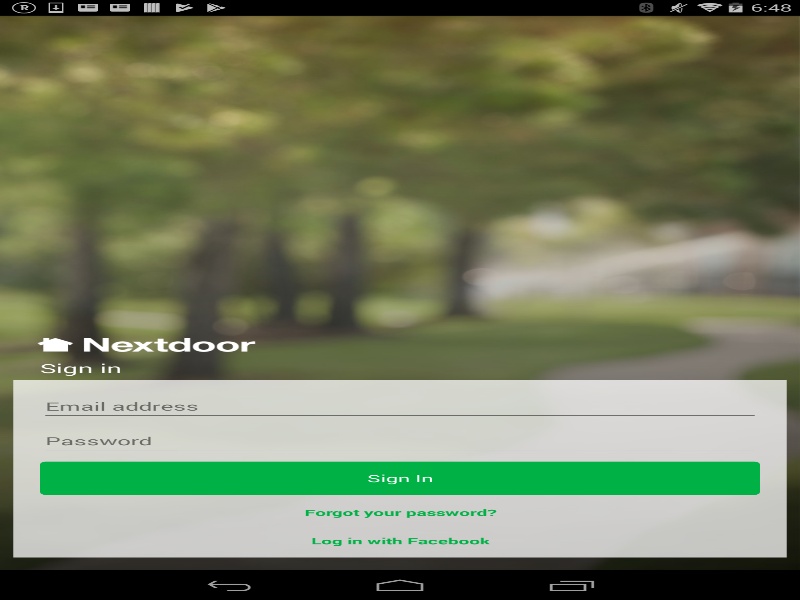 R
6:48
Nextdoor
Sign in
Email address
Password
Sign In
Forgot your password?
Log in with Facebook